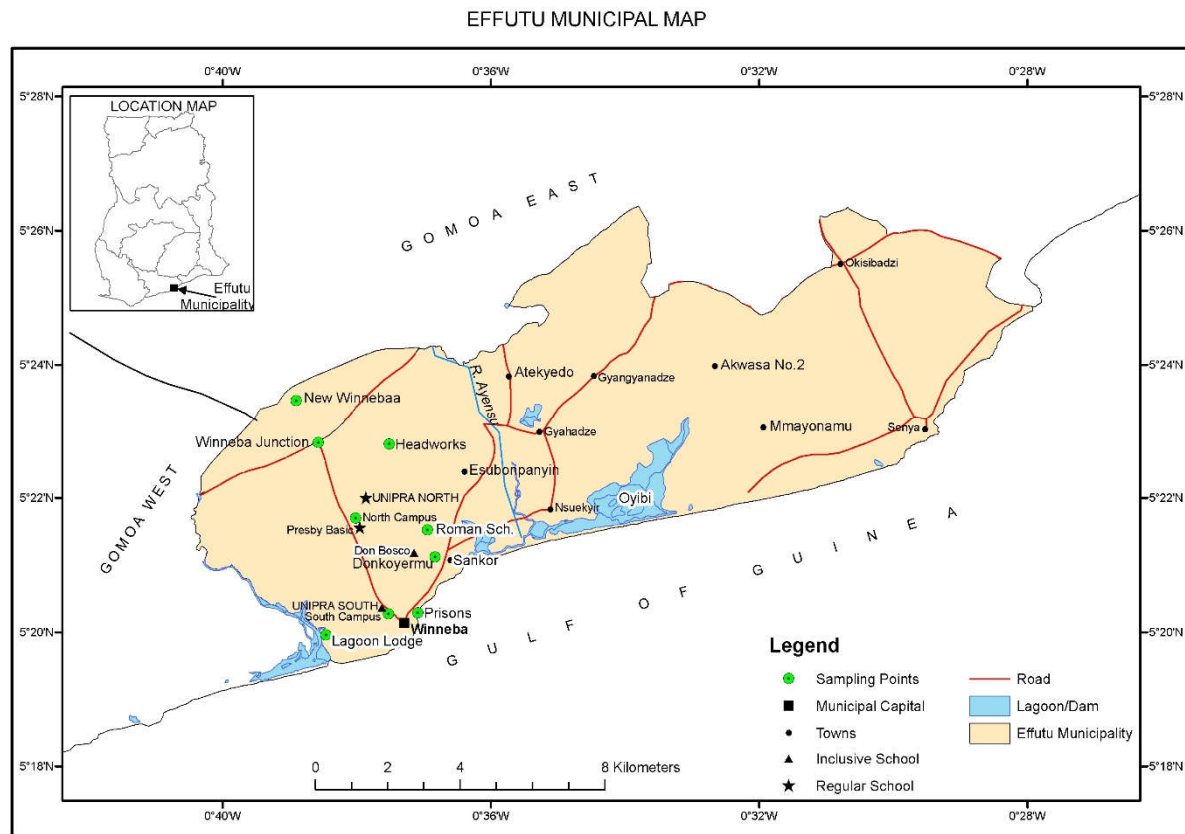 EFFUTU MUNICIPAL MAP
0°40'W 0°36'W 0°32'W 0°28'W
5°28'N 5°28'N
LOCATION MAP
Effutu
Municipality
GOMOA EAST
5°26'N 5°26'N
Okisibadzi
5°24'N 5°24'N
R. Ayensu
Atekyedo
Gyangyanadze
Akwasa No.2
New Winnebaa
Winneba Junction
Headworks
Gyahadze
Mmayonamu
Senya
Esubonpanyin
GOMOA WEST
5°22'N 5°22'N
UNIPRA NORTH
Oyibi
North Campus
Nsuekyir
Presby Basic
Roman Sch.
Don Bosco
Donkoyermu
Sankor
GULF OF GUINEA
UNIPRA SOUTH
South Campus
Prisons
Winneba
5°20'N 5°20'N
Lagoon Lodge
Legend
Sampling Points
Municipal Capital
Towns
Inclusive School
Regular School
Road
Lagoon/Dam
Effutu Municipality
0 2 4 8 Kilometers
5°18'N 5°18'N
0°40'W 0°36'W 0°32'W 0°28'W